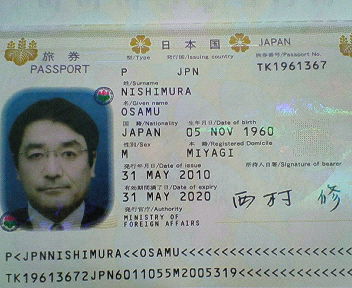 旅券 日本国 JAPAN
PASSPORT
型/Type 発行国/Issuing country 旅券番号/Passport No.
P JPN TK1961367
姓/Surname
NISHIMURA
名/Given name
OSAMU
国籍/Nationality 生年月日/Date of birth
JAPAN 05 NOV 1960
性別/Sex 本籍/Registered Domicile
M MIYAGI
発行年月日/Date of issue 所持人自署/Signature of bearer
31 MAY 2010
有効期間満了日/Date of expiry
31 MAY 2020 西村 修
発行官庁/Authority
MINISTRY OF
FOREIGN AFFAIRS
P<JPNNISHIMURA<<OSAMU<<<<<<<<<<<<<<<<<<
TK19613672JPN6011055M2005319<<<<<<<<<<